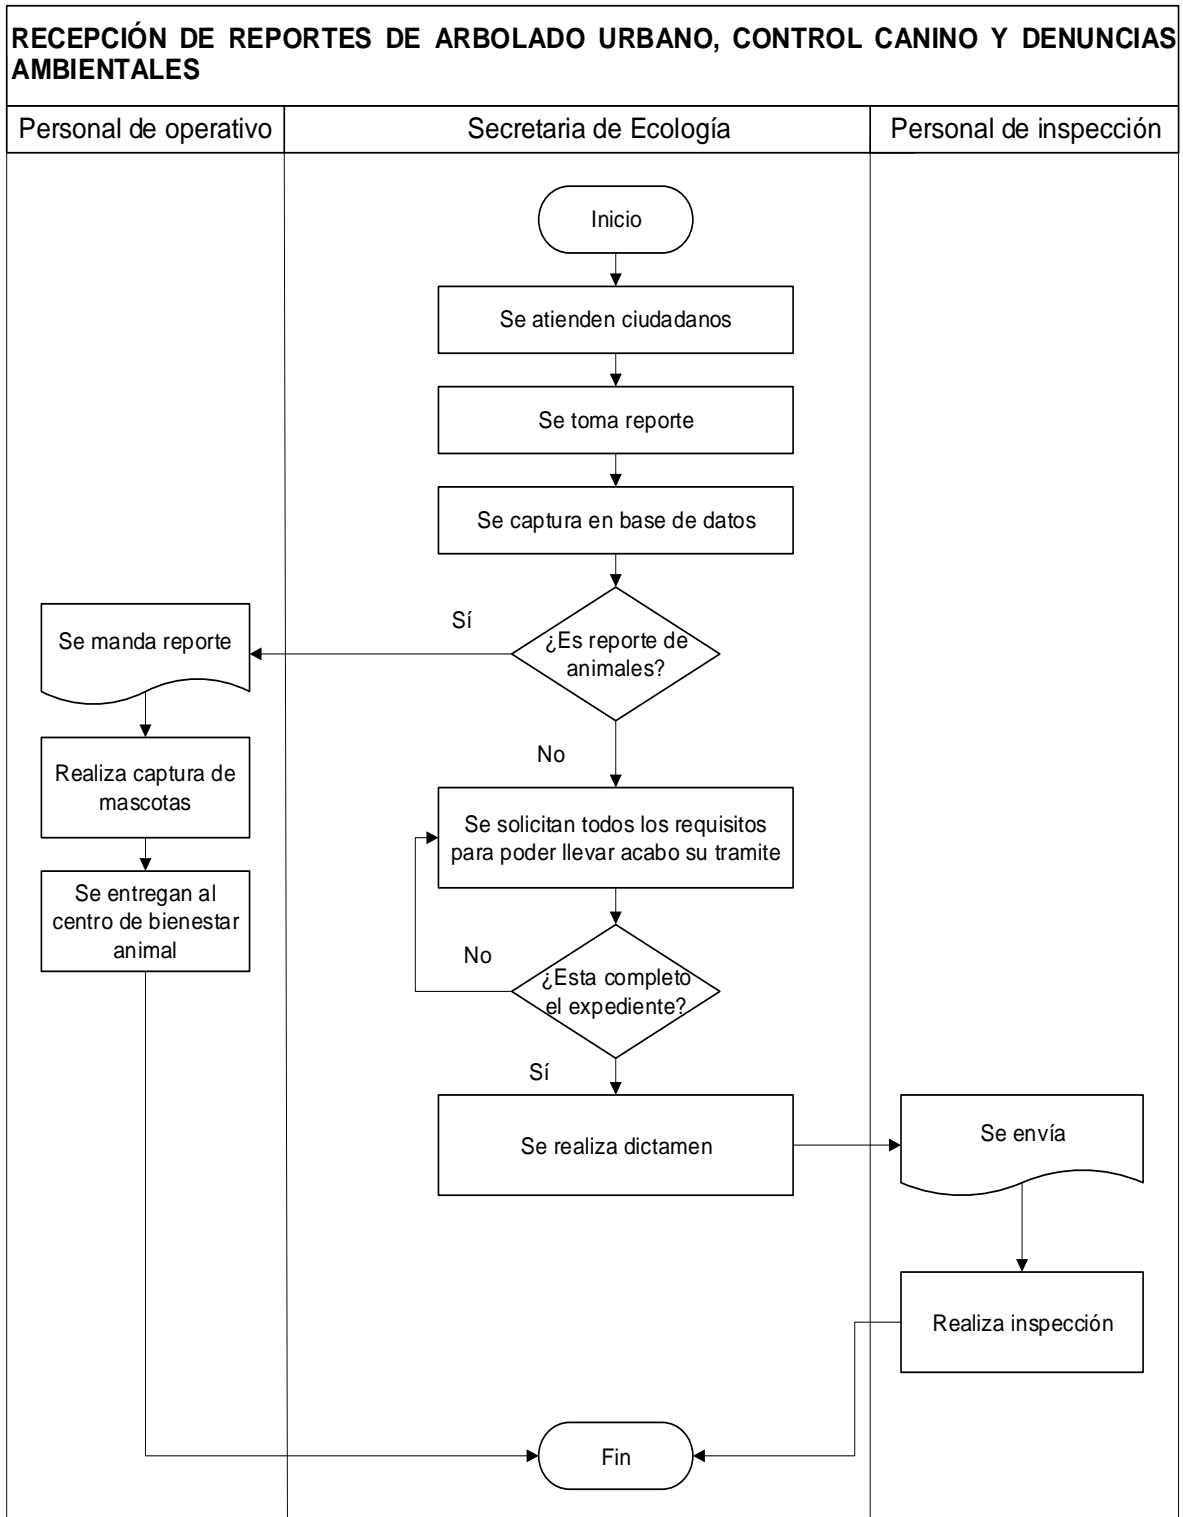 RECEPCIÓN DE REPORTES DE ARBOLADO URBANO, CONTROL CANINO Y DENUNCIAS
AMBIENTALES
Personal de operativo
Secretaria de Ecología
Personal de inspección
Inicio
Se atienden ciudadanos
Se toma reporte
Se captura en base de datos
¿Es reporte de
animales?
Sí
Se manda reporte
Realiza captura de
mascotas
Se entregan al
centro de bienestar
animal
No
Se solicitan todos los requisitos
para poder llevar acabo su tramite
¿Esta completo
el expediente?
No
Sí
Se realiza dictamen
Se envía
Realiza inspección
Fin